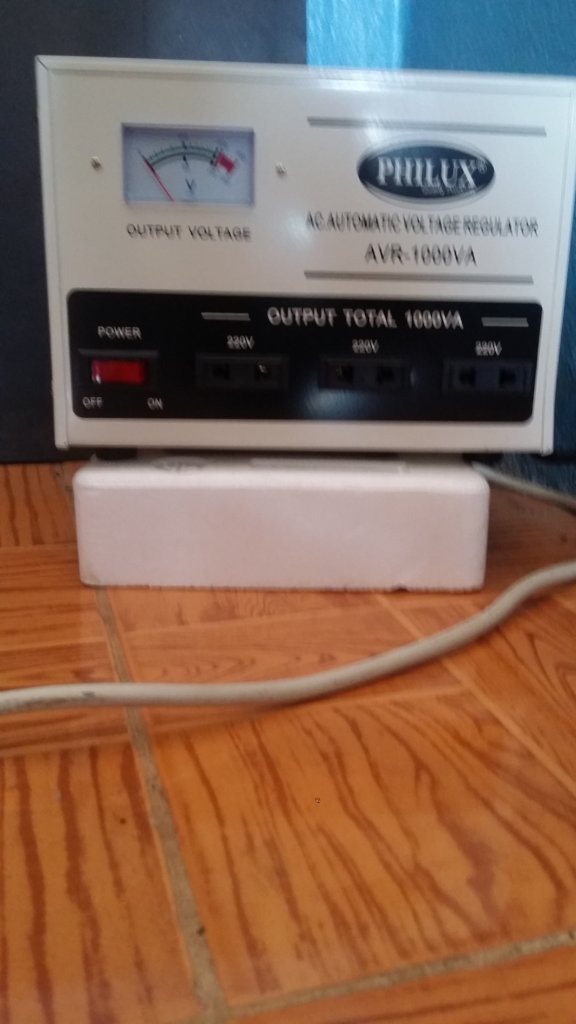 V
OUTPUT VOLTAGE
PHILUX®
AC AUTOMATIC VOLTAGE REGULATOR
AVR-1000VA
OUTPUT TOTAL 1000VA
POWER
220V
220V
220V
OFF
ON